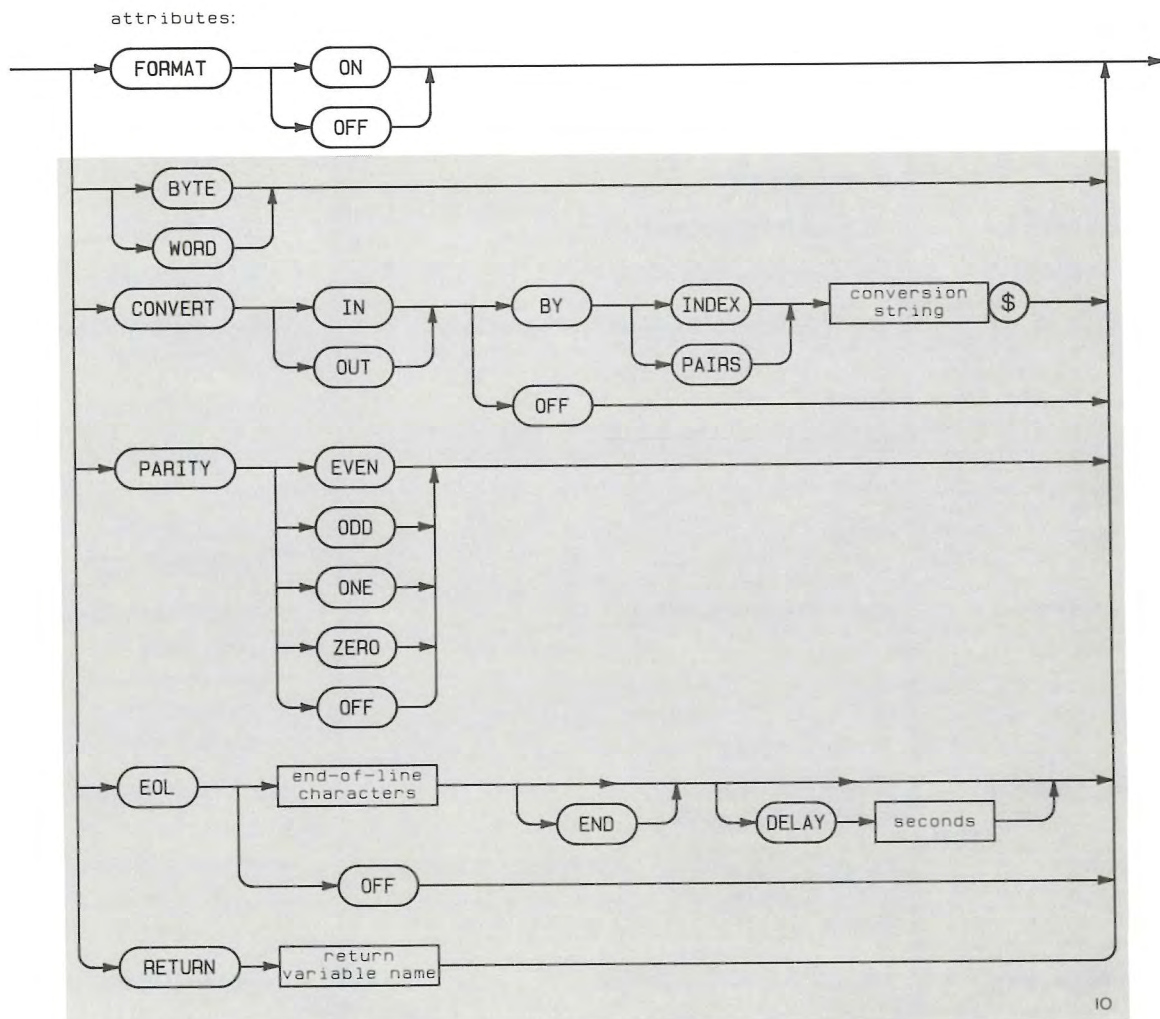 attributes:
FORMAT ON
OFF
BYTE
WORD
CONVERT IN BY INDEX conversion string $
OUT PAIRS
OFF
PARITY EVEN
ODD
ONE
ZERO
OFF
EOL end-of-line characters
END DELAY seconds
OFF
RETURN return variable name
IO